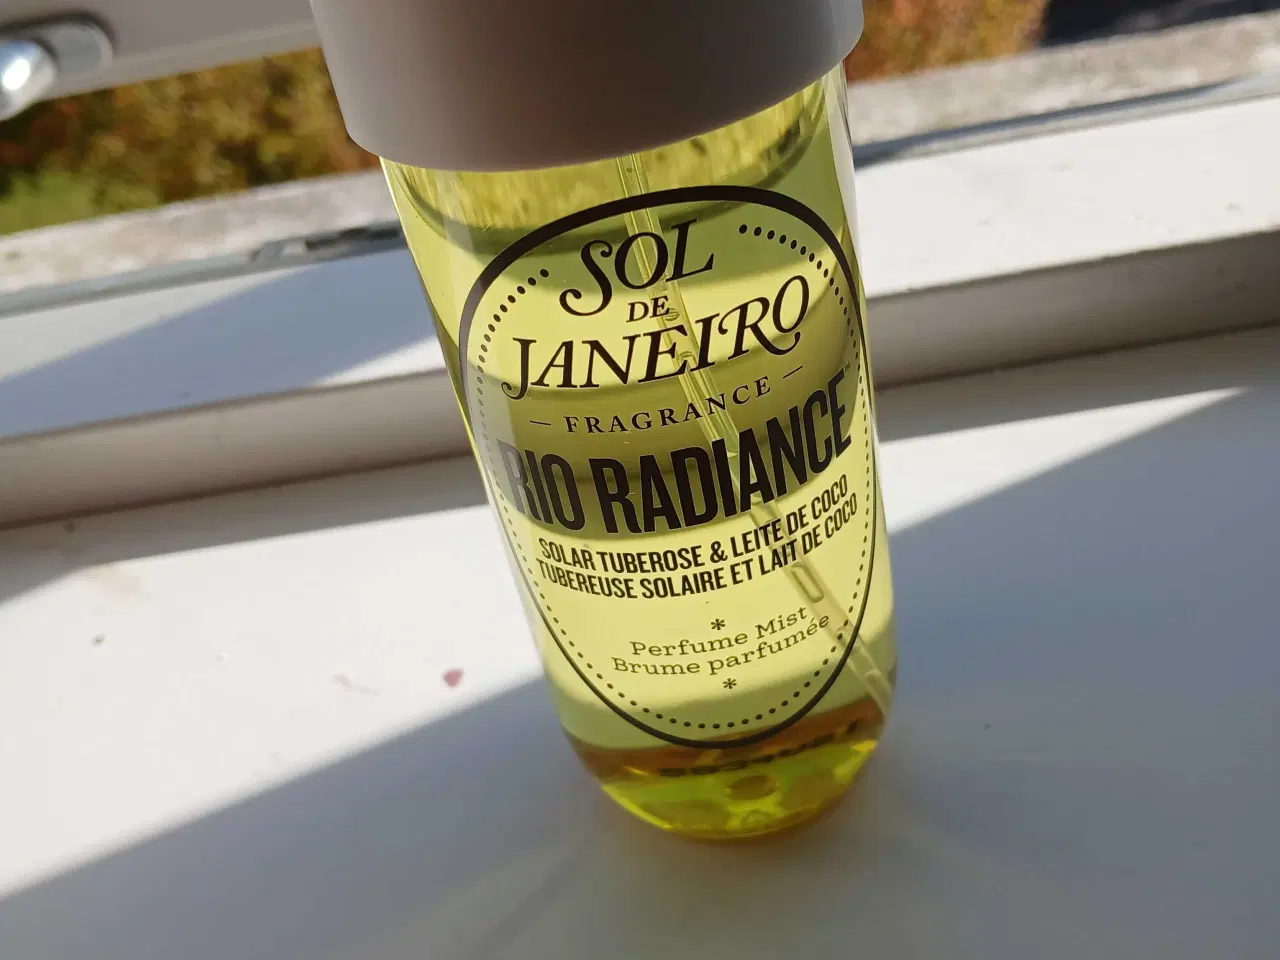 SOL
DE
JANEIRO
— FRAGRANCE —
RIO RADIANCE™
SOLAR TUBEROSE & LEITE DE COCO
TUBEREUSE SOLAIRE ET LAIT DE COCO
*
Perfume Mist
Brume parfumée
*